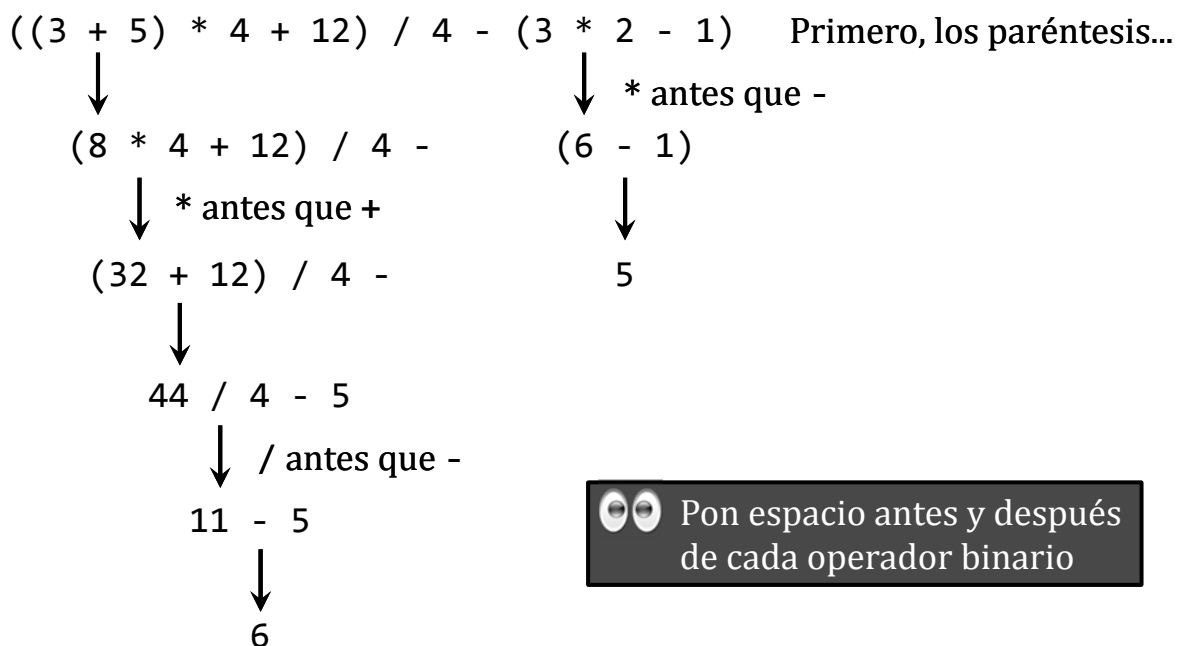 ((3 + 5) * 4 + 12) / 4 - (3 * 2 - 1) Primero, los paréntesis...
* antes que -
(8 * 4 + 12) / 4 - (6 - 1)
* antes que +
(32 + 12) / 4 - 5
44 / 4 - 5
/ antes que -
11 - 5
Pon espacio antes y después
de cada operador binario
6